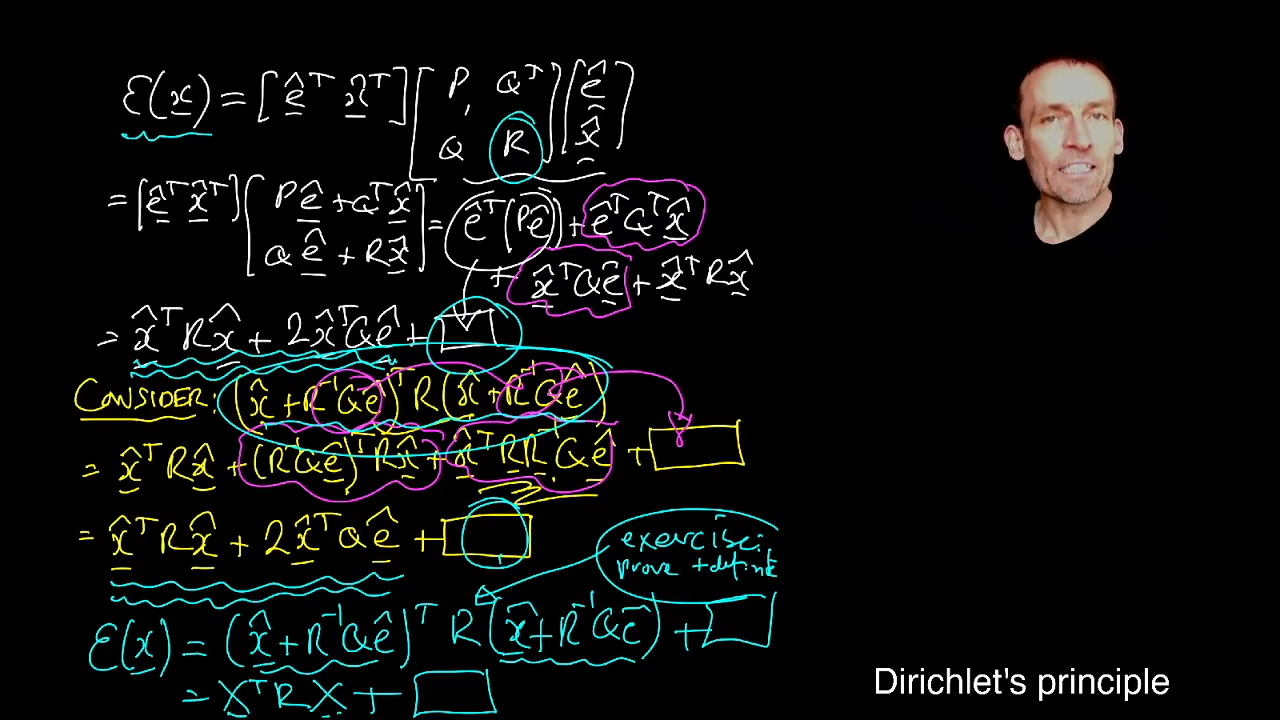 ℰ(x) = [ê^T x̂^T] [P, Q^T; Q R] [ê; x̂]
= [ê^T x̂^T] [Pê + Q^T x̂; Qê + Rx̂] = ê^T(Pê) + ê^T Q^T x̂
+ x̂^T Qê + x̂^T R x̂
= x̂^T R x̂ + 2x̂^T Qê + □
CONSIDER: (x̂ + R^-1 Qê)^T R (x̂ + R^-1 Qê)
= x̂^T R x̂ + (R^-1 Qê)^T R x̂ + x̂^T R R^-1 Qê + □
= x̂^T R x̂ + 2x̂^T Qê + □
exercise:
prove +definite
ℰ(x) = (x̂ + R^-1 Qê)^T R (x̂ + R^-1 Qê) + □
= X^T R X + □
Dirichlet's principle